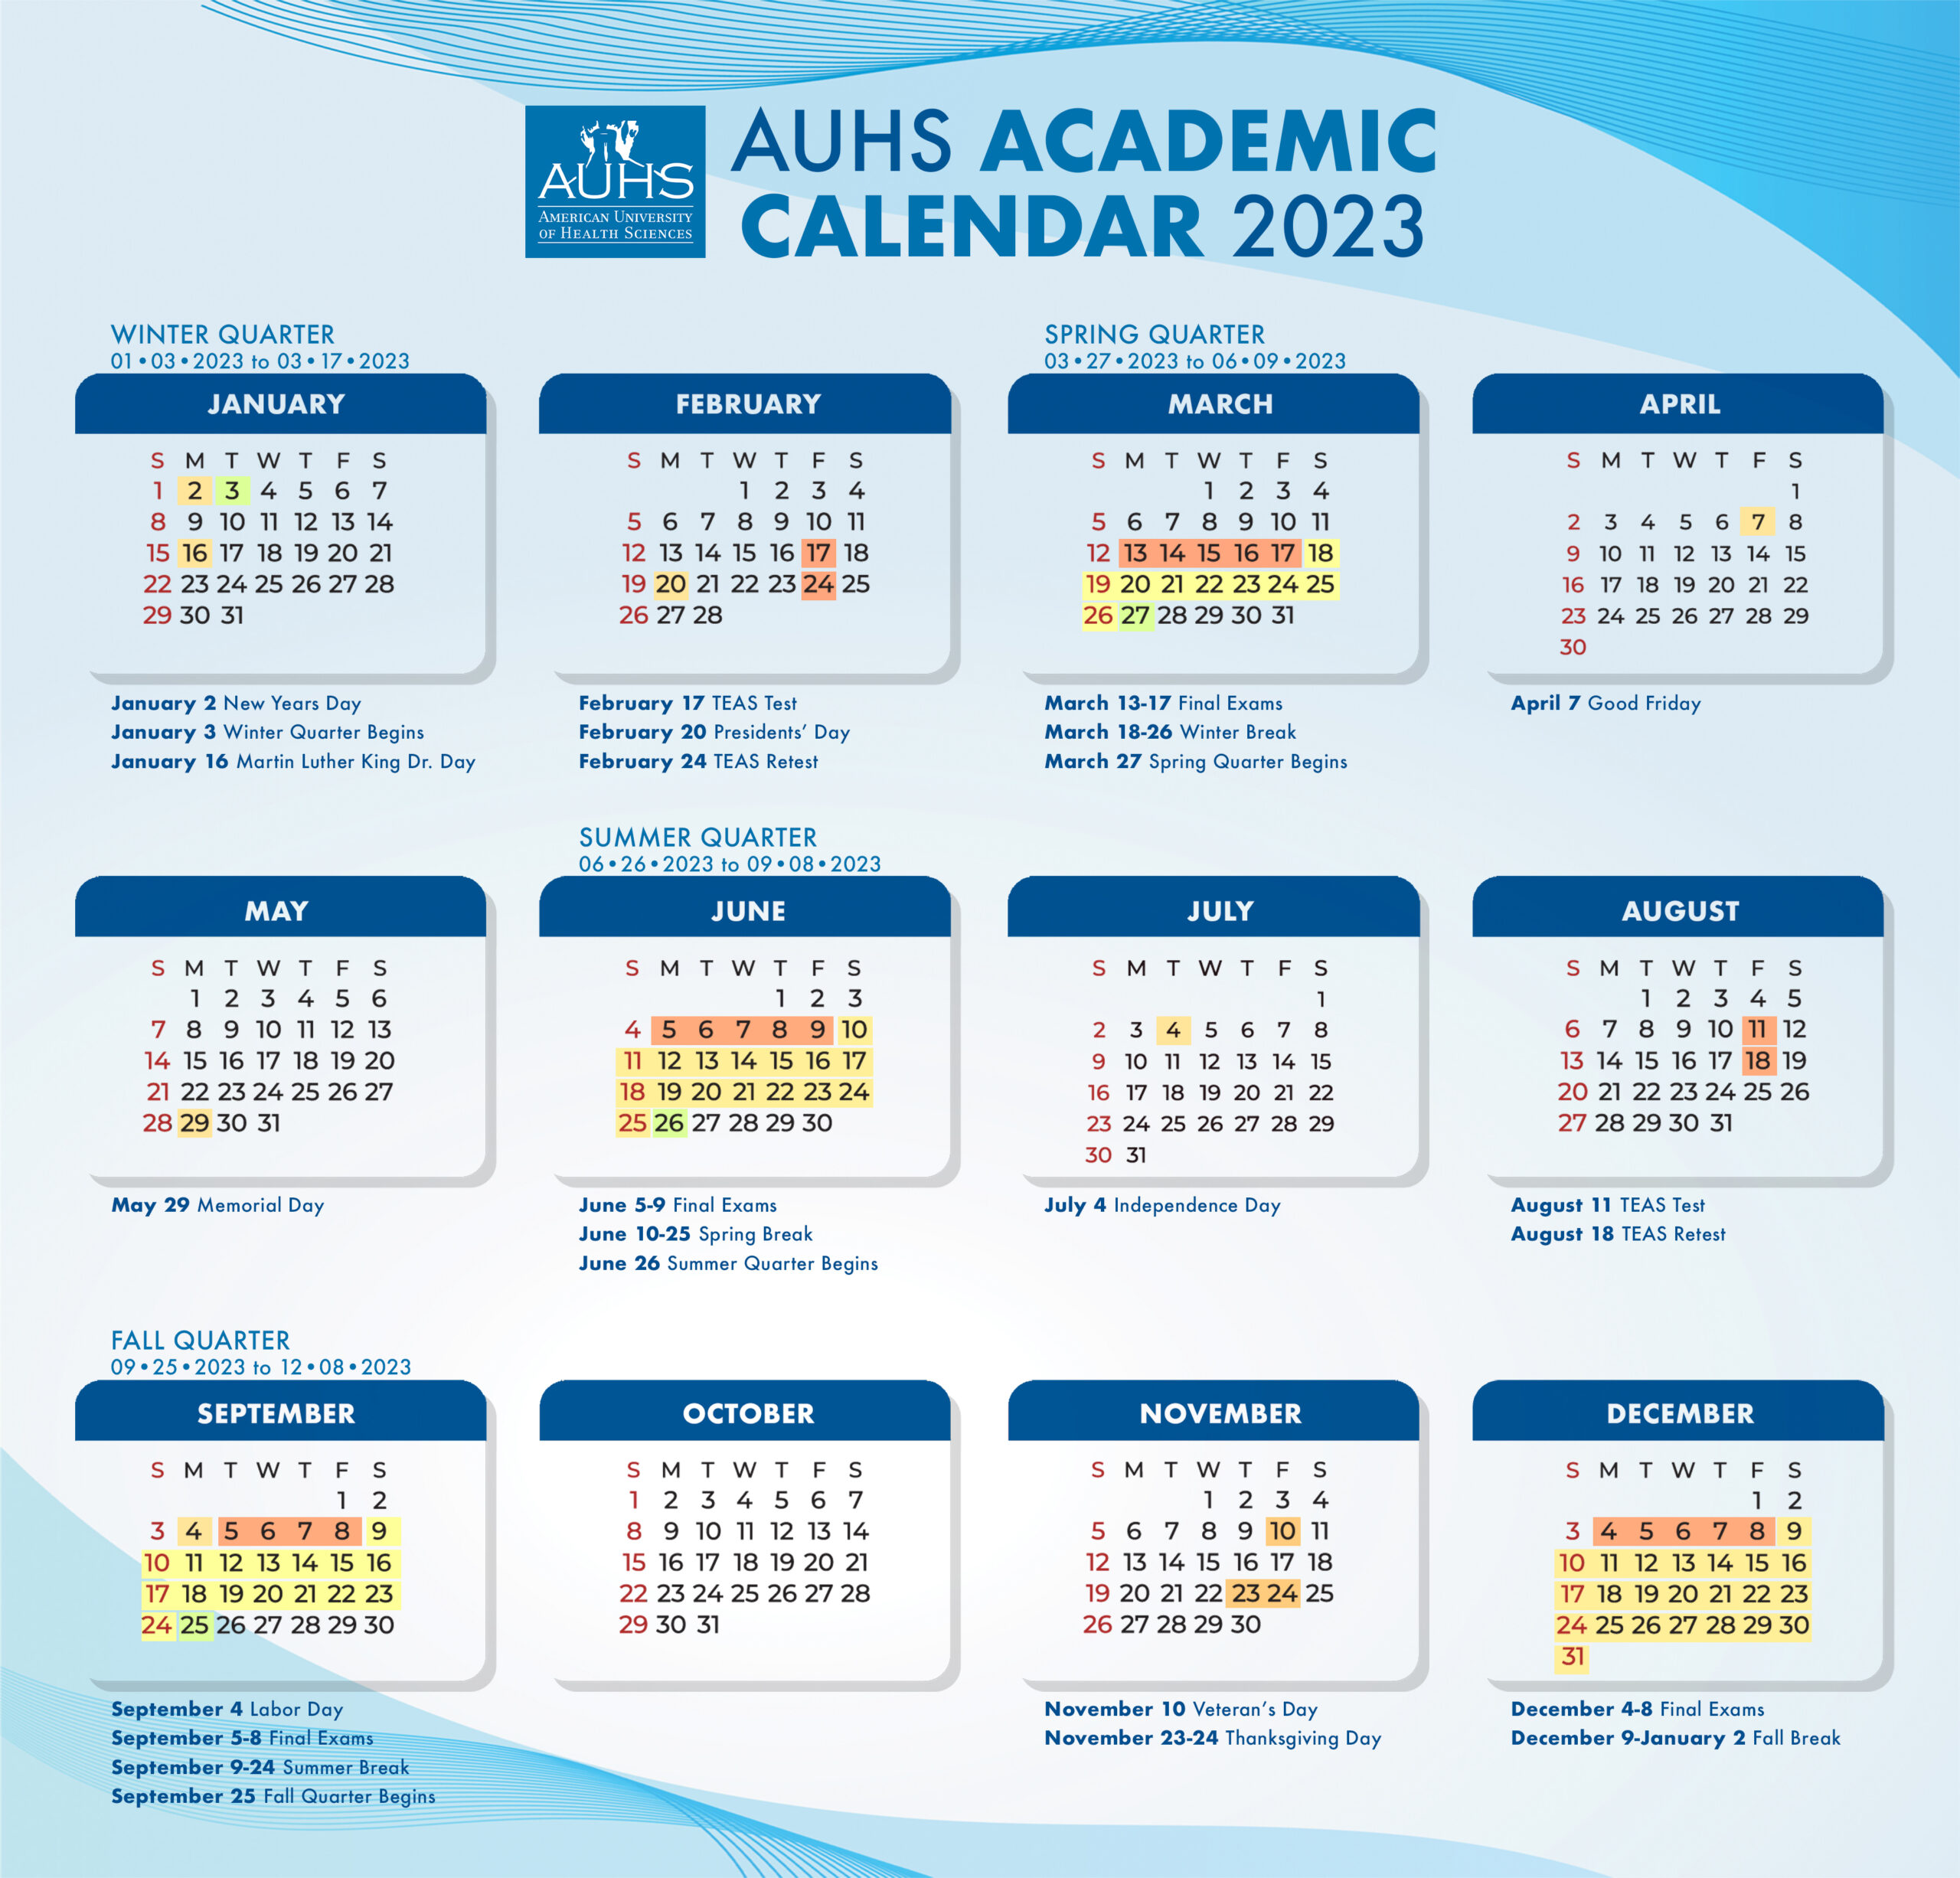 AUHS
AMERICAN UNIVERSITY
OF HEALTH SCIENCES
AUHS ACADEMIC
CALENDAR 2023
WINTER QUARTER
01•03•2023 to 03•17•2023
JANUARY
S M T W T F S
1 2 3 4 5 6 7
8 9 10 11 12 13 14
15 16 17 18 19 20 21
22 23 24 25 26 27 28
29 30 31
January 2 New Years Day
January 3 Winter Quarter Begins
January 16 Martin Luther King Dr. Day
FEBRUARY
S M T W T F S
1 2 3 4
5 6 7 8 9 10 11
12 13 14 15 16 17 18
19 20 21 22 23 24 25
26 27 28
February 17 TEAS Test
February 20 Presidents’ Day
February 24 TEAS Retest
SPRING QUARTER
03•27•2023 to 06•09•2023
MARCH
S M T W T F S
1 2 3 4
5 6 7 8 9 10 11
12 13 14 15 16 17 18
19 20 21 22 23 24 25
26 27 28 29 30 31
March 13-17 Final Exams
March 18-26 Winter Break
March 27 Spring Quarter Begins
APRIL
S M T W T F S
1
2 3 4 5 6 7 8
9 10 11 12 13 14 15
16 17 18 19 20 21 22
23 24 25 26 27 28 29
30
April 7 Good Friday
MAY
S M T W T F S
1 2 3 4 5 6
7 8 9 10 11 12 13
14 15 16 17 18 19 20
21 22 23 24 25 26 27
28 29 30 31
May 29 Memorial Day
SUMMER QUARTER
06•26•2023 to 09•08•2023
JUNE
S M T W T F S
1 2 3
4 5 6 7 8 9 10
11 12 13 14 15 16 17
18 19 20 21 22 23 24
25 26 27 28 29 30
June 5-9 Final Exams
June 10-25 Spring Break
June 26 Summer Quarter Begins
JULY
S M T W T F S
1
2 3 4 5 6 7 8
9 10 11 12 13 14 15
16 17 18 19 20 21 22
23 24 25 26 27 28 29
30 31
July 4 Independence Day
AUGUST
S M T W T F S
1 2 3 4 5
6 7 8 9 10 11 12
13 14 15 16 17 18 19
20 21 22 23 24 25 26
27 28 29 30 31
August 11 TEAS Test
August 18 TEAS Retest
FALL QUARTER
09•25•2023 to 12•08•2023
SEPTEMBER
S M T W T F S
1 2
3 4 5 6 7 8 9
10 11 12 13 14 15 16
17 18 19 20 21 22 23
24 25 26 27 28 29 30
September 4 Labor Day
September 5-8 Final Exams
September 9-24 Summer Break
September 25 Fall Quarter Begins
OCTOBER
S M T W T F S
1 2 3 4 5 6 7
8 9 10 11 12 13 14
15 16 17 18 19 20 21
22 23 24 25 26 27 28
29 30 31
NOVEMBER
S M T W T F S
1 2 3 4
5 6 7 8 9 10 11
12 13 14 15 16 17 18
19 20 21 22 23 24 25
26 27 28 29 30
November 10 Veteran’s Day
November 23-24 Thanksgiving Day
DECEMBER
S M T W T F S
1 2
3 4 5 6 7 8 9
10 11 12 13 14 15 16
17 18 19 20 21 22 23
24 25 26 27 28 29 30
31
December 4-8 Final Exams
December 9-January 2 Fall Break